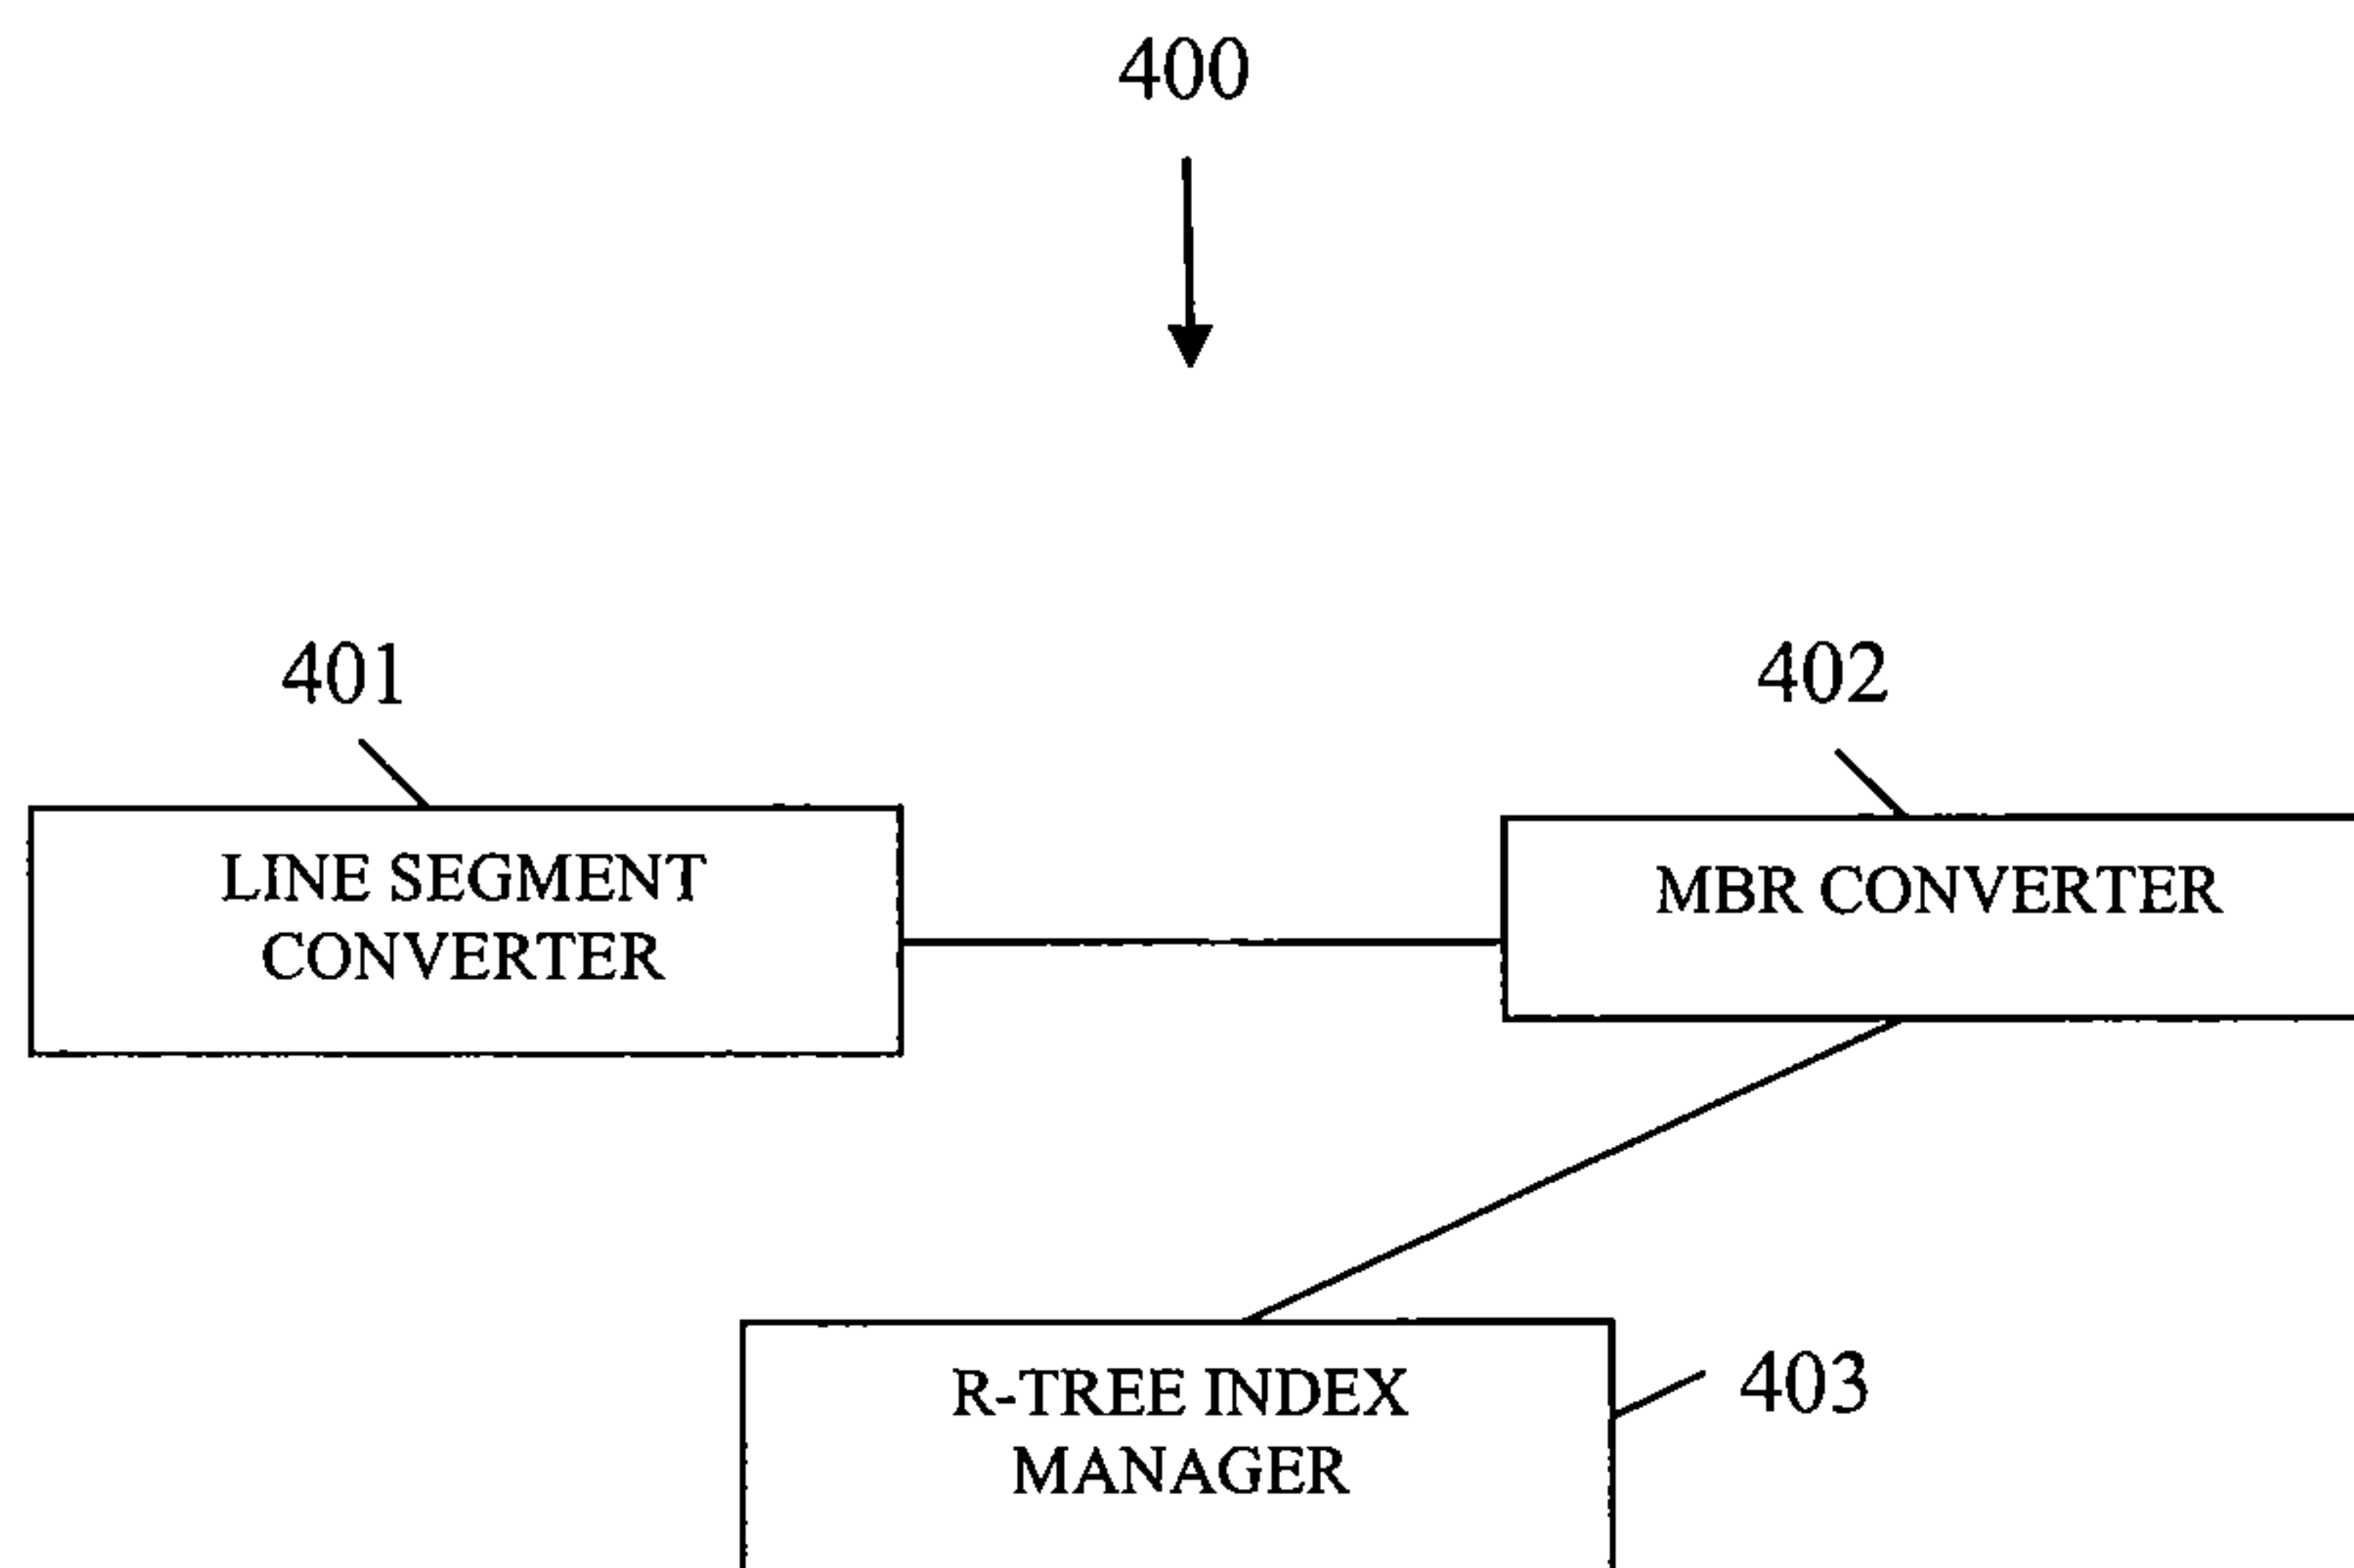 400
401
402
LINE SEGMENT
CONVERTER
MBR CONVERTER
R-TREE INDEX
MANAGER
403